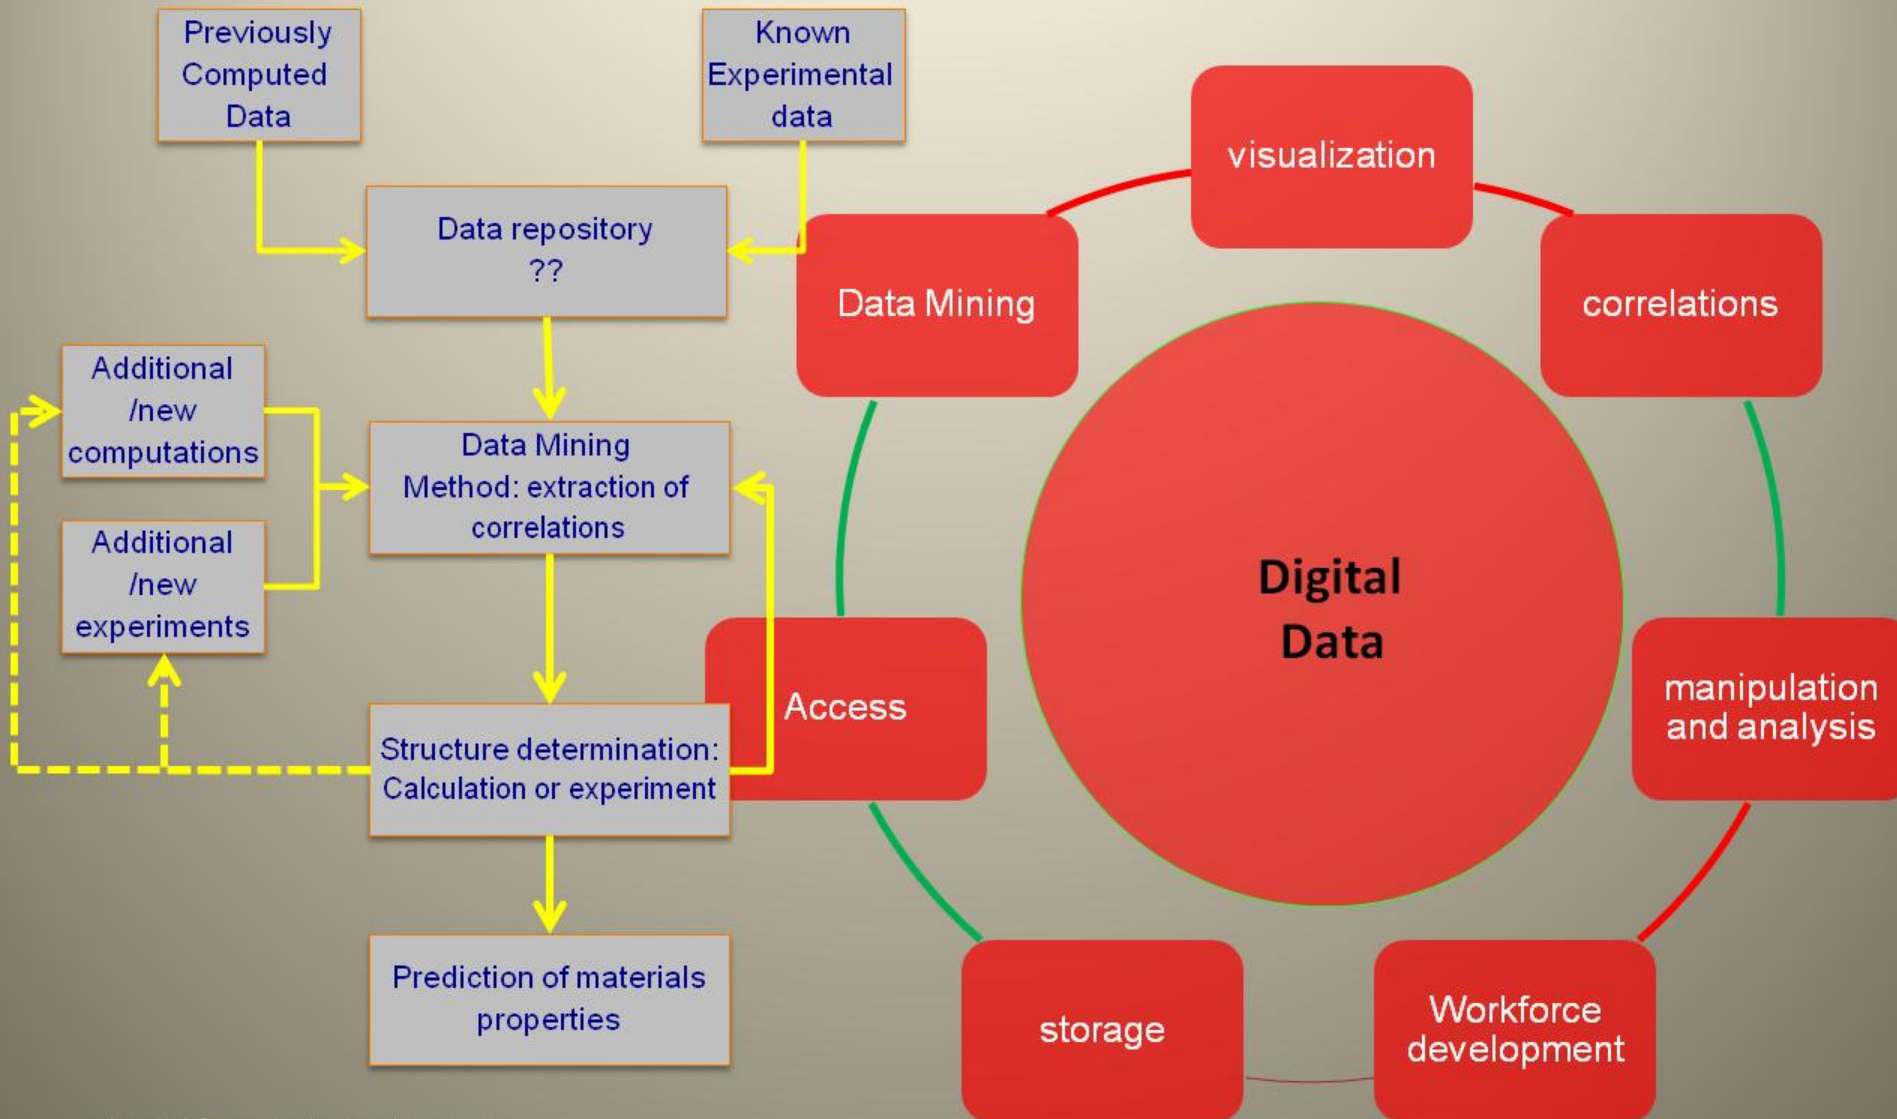 Previously
Computed
Data
Known
Experimental
data
Data repository
??
Additional
/new
computations
Data Mining
Method: extraction of
correlations
Additional
/new
experiments
Structure determination:
Calculation or experiment
Prediction of materials
properties
visualization
Data Mining
correlations
Digital
Data
Access
manipulation
and analysis
storage
Workforce
development